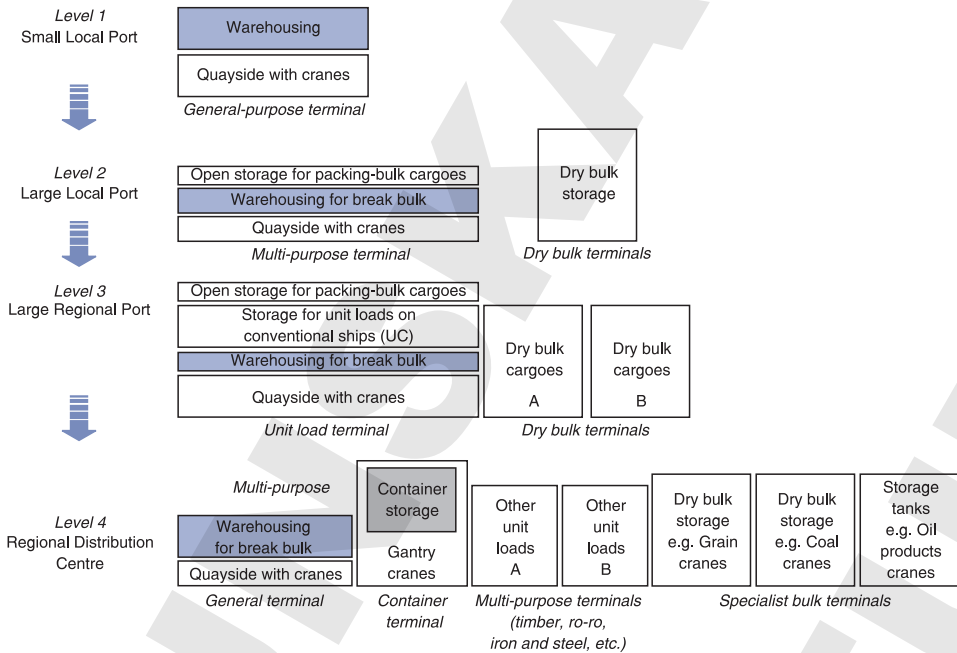 Level 1
Small Local Port
Warehousing
Quayside with cranes
General-purpose terminal
Level 2
Large Local Port
Open storage for packing-bulk cargoes
Warehousing for break bulk
Quayside with cranes
Multi-purpose terminal
Dry bulk
storage
Dry bulk terminals
Level 3
Large Regional Port
Open storage for packing-bulk cargoes
Storage for unit loads on
conventional ships (UC)
Warehousing for break bulk
Quayside with cranes
Unit load terminal
Dry bulk
cargoes
A
Dry bulk
cargoes
B
Dry bulk terminals
Level 4
Regional Distribution
Centre
Multi-purpose
Warehousing
for break bulk
Quayside with cranes
General terminal
Container
storage
Gantry
cranes
Container
terminal
Other
unit
loads
A
Other
unit
loads
B
Multi-purpose terminals
(timber, ro-ro,
iron and steel, etc.)
Dry bulk
storage
e.g. Grain
cranes
Dry bulk
storage
e.g. Coal
cranes
Storage
tanks
e.g. Oil
products
cranes
Specialist bulk terminals